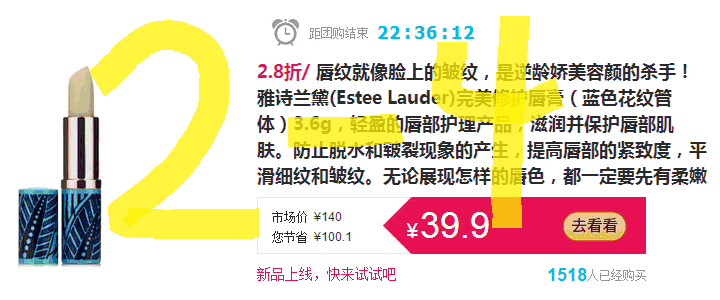 距团购结束 22:36:12
2.8折/ 唇纹就像脸上的皱纹，是逆龄娇美容颜的杀手！
雅诗兰黛(Estee Lauder)完美修护唇膏（蓝色花纹管
体）3.6g，轻盈的唇部护理产品，滋润并保护唇部肌
肤。防止脱水和皲裂现象的产生，提高唇部的紧致度，平
滑细纹和皱纹。无论展现怎样的唇色，都一定要先有柔嫩
市场价 ¥140
您节省 ¥100.1
¥39.9
去看看
新品上线，快来试试吧
1518人已经购买
2-4